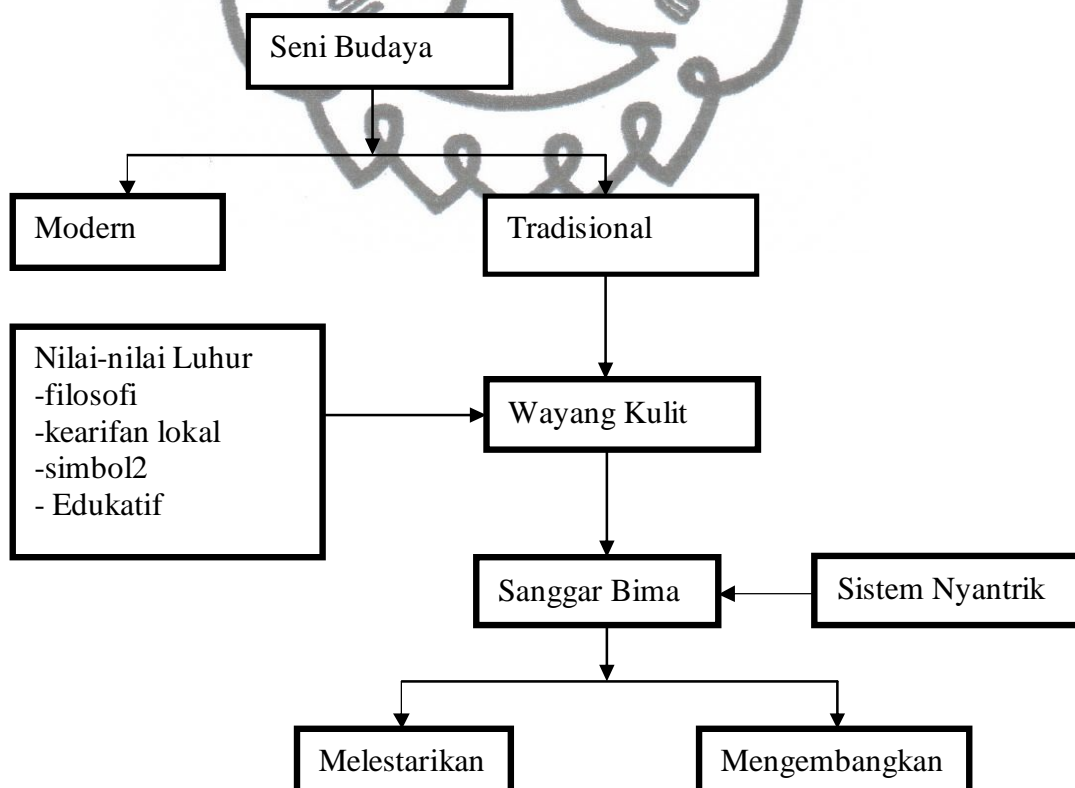 Seni Budaya
Modern
Tradisional
Nilai-nilai Luhur
-filosofi
-kearifan lokal
-simbol2
- Edukatif
Wayang Kulit
Sanggar Bima
Sistem Nyantrik
Melestarikan
Mengembangkan